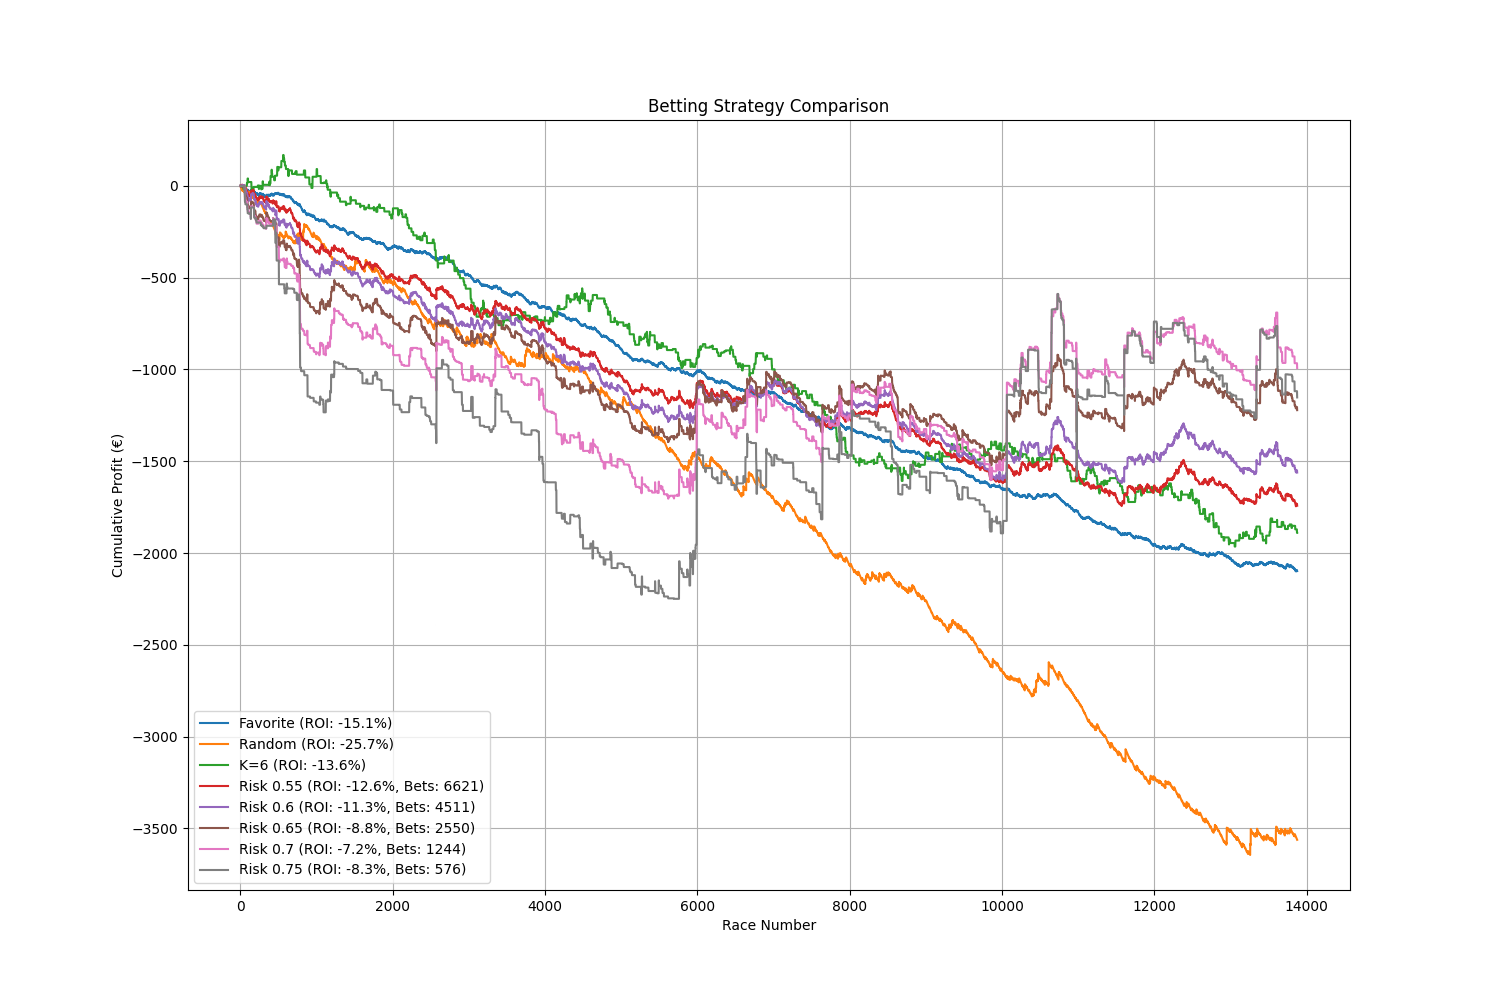 Betting Strategy Comparison
Cumulative Profit (€)
0
−500
−1000
−1500
−2000
−2500
−3000
−3500
Favorite (ROI: -15.1%)
Random (ROI: -25.7%)
K=6 (ROI: -13.6%)
Risk 0.55 (ROI: -12.6%, Bets: 6621)
Risk 0.6 (ROI: -11.3%, Bets: 4511)
Risk 0.65 (ROI: -8.8%, Bets: 2550)
Risk 0.7 (ROI: -7.2%, Bets: 1244)
Risk 0.75 (ROI: -8.3%, Bets: 576)
0 2000 4000 6000 8000 10000 12000 14000
Race Number